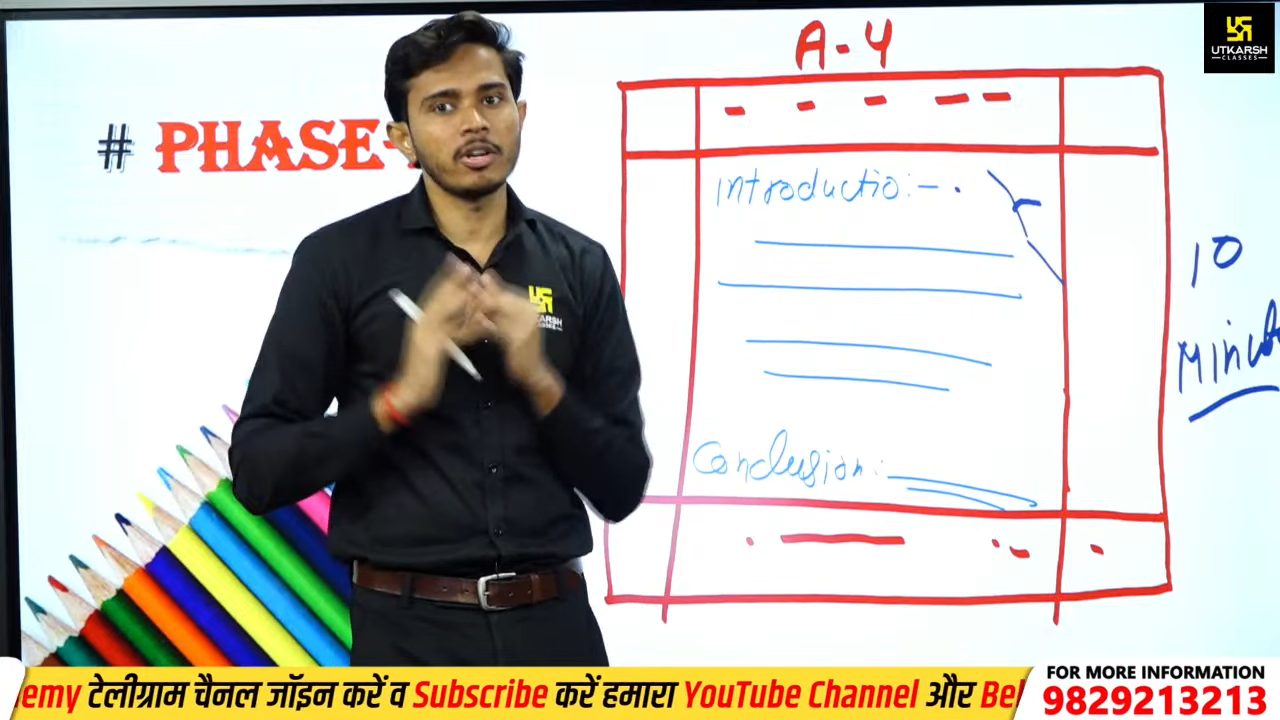 A-4
UTKARSH
CLASSES
# PHASE-
Introductio:-
10
CLASSES
Conclusion:
emy टेलीग्राम चैनल जॉइन करें व Subscribe करें हमारा YouTube Channel और Bel
FOR MORE INFORMATION
9829213213